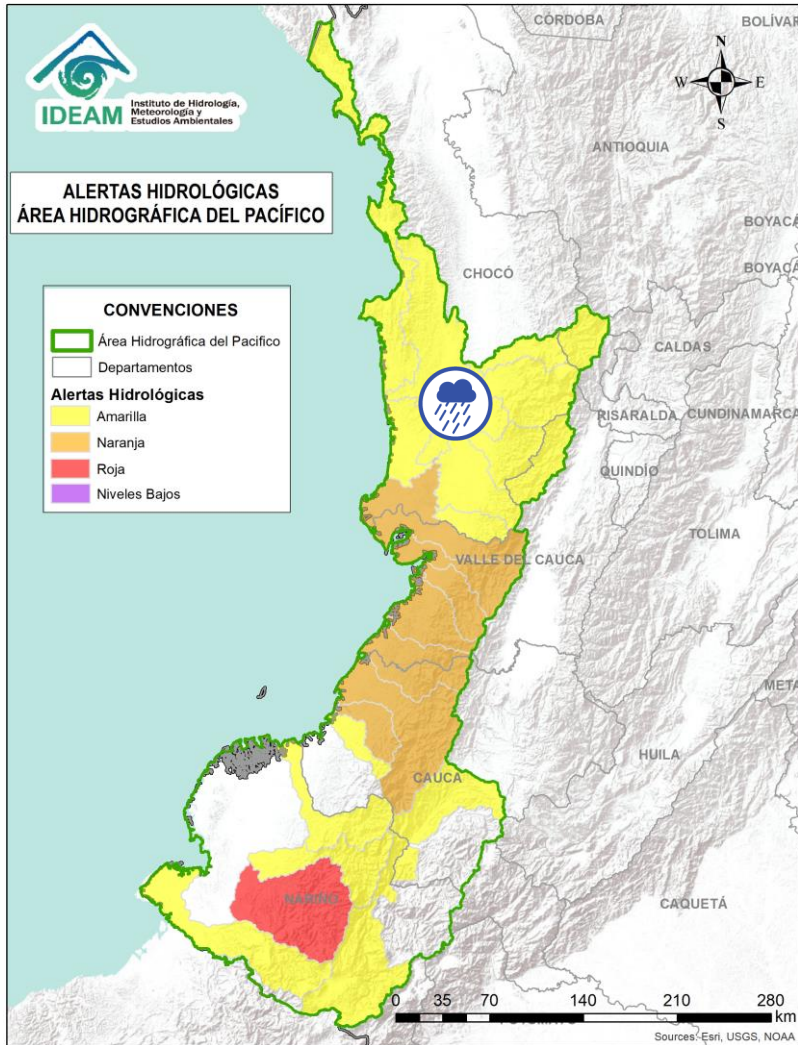 CÓRDOBA
BOLÍVAR
N
W
E
S
IDEAM
Instituto de Hidrología,
Meteorología y
Estudios Ambientales
ANTIOQUIA
ALERTAS HIDROLÓGICAS
ÁREA HIDROGRÁFICA DEL PACÍFICO
BOYACÁ
BOYACÁ
CHOCÓ
CONVENCIONES
Área Hidrográfica del Pacifico
Departamentos
Alertas Hidrológicas
Amarilla
Naranja
Roja
Niveles Bajos
CALDAS
RISARALDA
CUNDINAMARCA
QUINDÍO
TOLIMA
VALLE DEL CAUCA
META
HUILA
CAUCA
NARIÑO
CAQUETÁ
0 35 70 140 210 280
km
Sources: Esri, USGS, NOAA